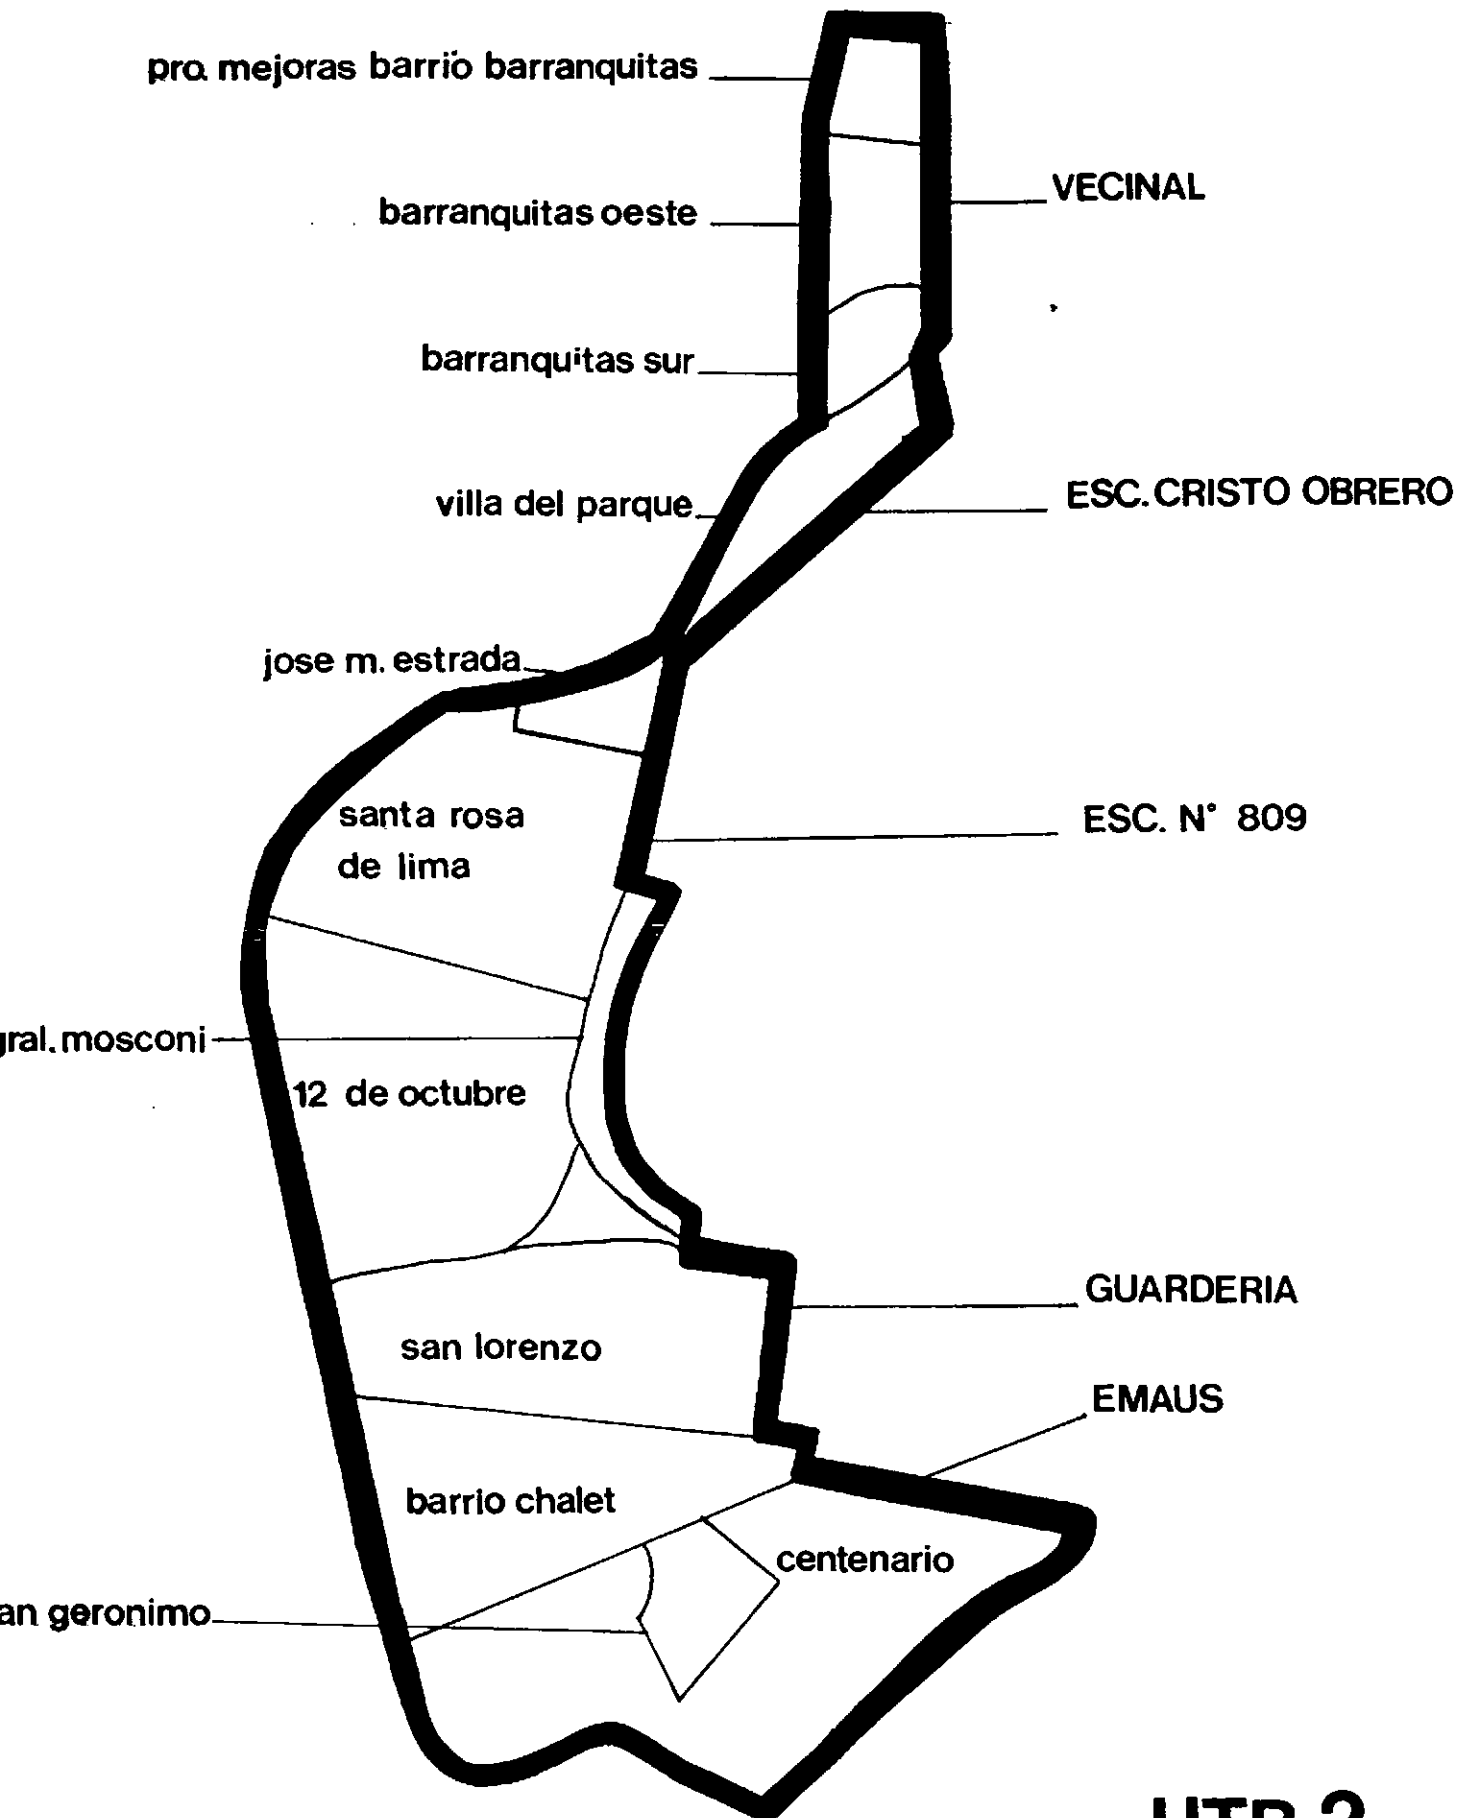 pro. mejoras barrio barranquitas
VECINAL
barranquitas oeste
barranquitas sur
villa del parque
ESC. CRISTO OBRERO
jose m. estrada
santa rosa
de lima
ESC. N° 809
gral. mosconi
12 de octubre
GUARDERIA
san lorenzo
EMAUS
barrio chalet
centenario
an geronimo